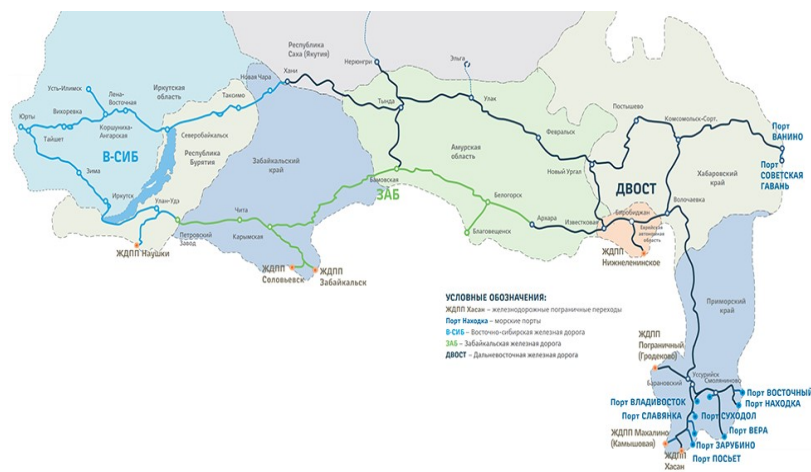 Республика
Саха (Якутия)
Нерюнгри
Эльга
Усть-Илимск
Лена-
Восточная
Иркутская
область
Новая Чара
Хани
Таксимо
Вихоревка
Юрты
Тайшет
Коршуниха-
Ангарская
Северобайкальск
Тында
Улак
Постышево
Комсомольск-Сорт.
Порт
ВАНИНО
Порт
СОВЕТСКАЯ
ГАВАНЬ
Февральск
Новый Ургал
Хабаровский
край
В-СИБ
Республика
Бурятия
Забайкальский
край
Амурская
область
Зима
Иркутск
Улан-Удэ
Чита
ЗАБ
Белогорск
ДВОСТ
Волочаевка
Биробиджан
Еврейская
автономная
область
Петровский
Завод
Карымская
Благовещенск
Архара
Известковая
ЖДПП Наушки
ЖДПП
Соловьевск
ЖДПП
Забайкальск
ЖДПП
Нижнеленинское
УСЛОВНЫЕ ОБОЗНАЧЕНИЯ:
ЖДПП Хасан – железнодорожные пограничные переходы
Порт Находка – морские порты
В-СИБ – Восточно-сибирская железная дорога
ЗАБ – Забайкальская железная дорога
ДВОСТ – Дальневосточная железная дорога
Приморский
край
ЖДПП
Пограничный
(Гродеково)
Барановский
Уссурийск
Смоляниново
Порт ВОСТОЧНЫЙ
Порт НАХОДКА
Порт ВЛАДИВОСТОК
Порт СЛАВЯНКА
Порт СУХОДОЛ
Порт ВЕРА
ЖДПП Махалино
(Камышовая)
Порт ЗАРУБИНО
ЖДПП
Хасан
Порт ПОСЬЕТ